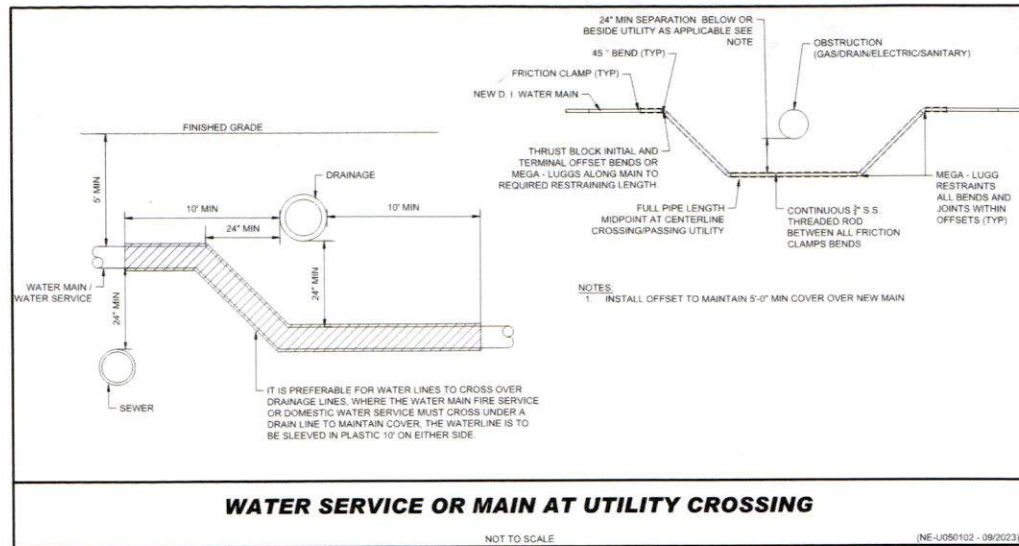 24" MIN SEPARATION BELOW OR
BESIDE UTILITY AS APPLICABLE SEE
NOTE
OBSTRUCTION
(GAS/DRAIN/ELECTRIC/SANITARY)
45 ° BEND (TYP)
FRICTION CLAMP (TYP)
NEW D. I. WATER MAIN
FINISHED GRADE
THRUST BLOCK INITIAL AND
TERMINAL OFFSET BENDS OR
MEGA - LUGGS ALONG MAIN TO
REQUIRED RESTRAINING LENGTH
DRAINAGE
MEGA - LUGG
RESTRAINTS
ALL BENDS AND
JOINTS WITHIN
OFFSETS (TYP)
5' MIN
10' MIN
10' MIN
24" MIN
FULL PIPE LENGTH
MIDPOINT AT CENTERLINE
CROSSING/PASSING UTILITY
CONTINUOUS " S.S.
THREADED ROD
BETWEEN ALL FRICTION
CLAMPS BENDS
WATER MAIN /
WATER SERVICE
24" MIN
24" MIN
NOTES:
1. INSTALL OFFSET TO MAINTAIN 5'-0" MIN COVER OVER NEW MAIN
SEWER
IT IS PREFERABLE FOR WATER LINES TO CROSS OVER
DRAINAGE LINES, WHERE THE WATER MAIN FIRE SERVICE
OR DOMESTIC WATER SERVICE MUST CROSS UNDER A
DRAIN LINE TO MAINTAIN COVER, THE WATERLINE IS TO
BE SLEEVED IN PLASTIC 10' ON EITHER SIDE.
WATER SERVICE OR MAIN AT UTILITY CROSSING
NOT TO SCALE
(NE-U050102 - 09/2023)